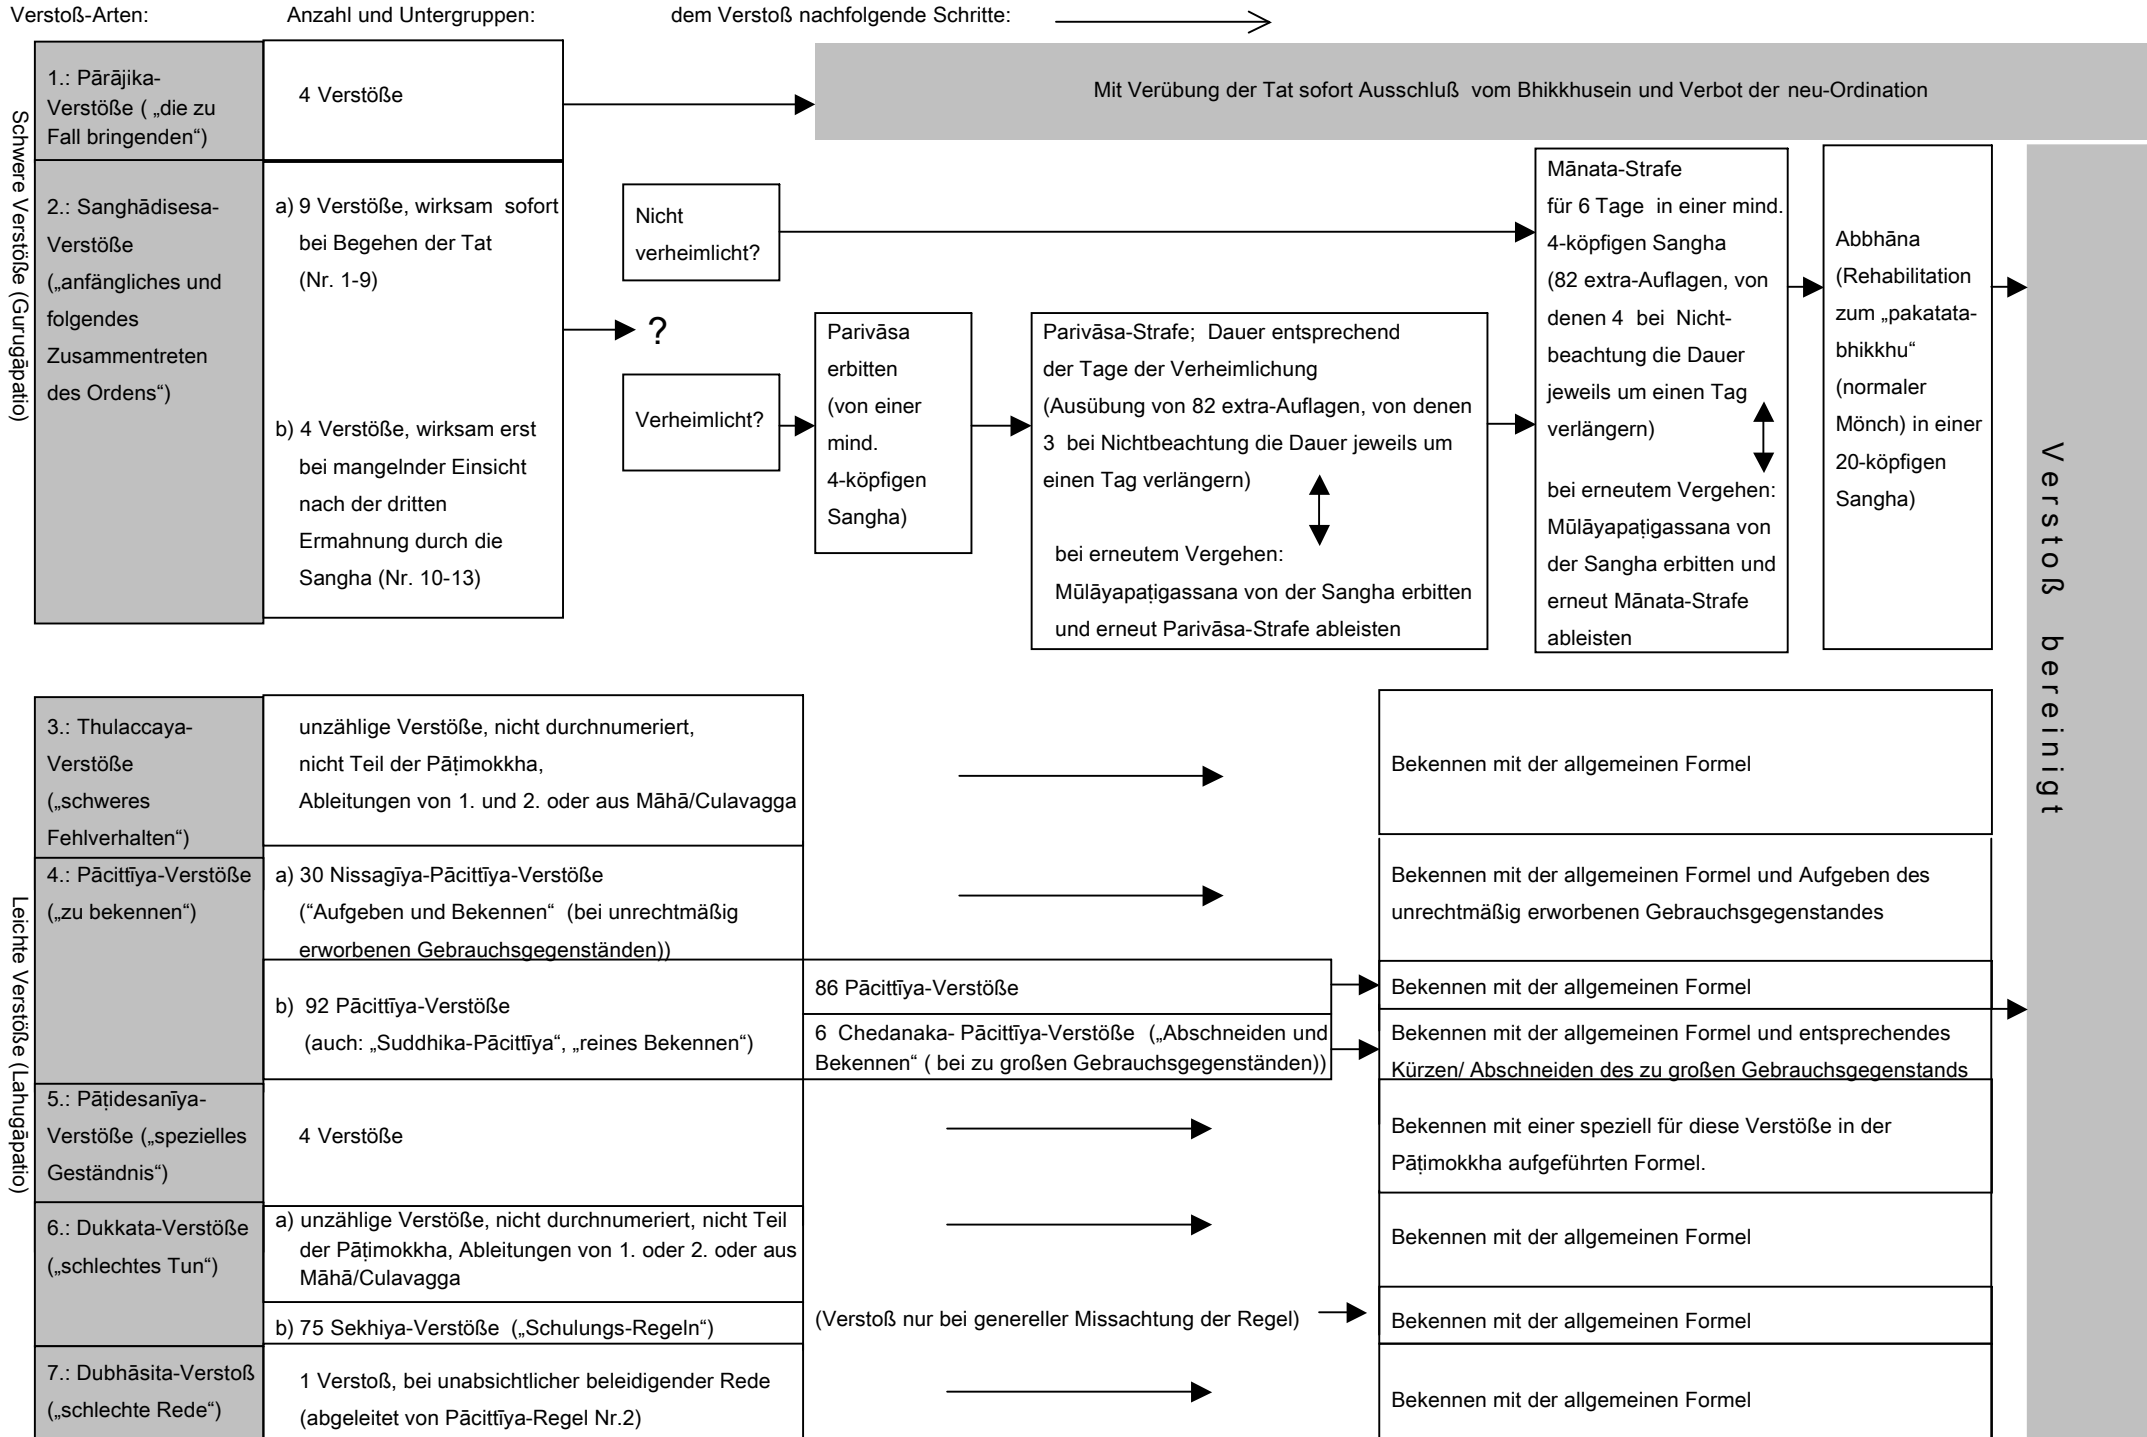 Verstoß-Arten:
Anzahl und Untergruppen:
dem Verstoß nachfolgende Schritte:
Schwere Verstöße (Gurugāpatio)
1.: Pārājika-
Verstöße ( „die zu
Fall bringenden“)
4 Verstöße
Mit Verübung der Tat sofort Ausschluß vom Bhikkhusein und Verbot der neu-Ordination
2.: Sanghādisesa-
Verstöße
(„anfängliches und
folgendes
Zusammentreten
des Ordens“)
a) 9 Verstöße, wirksam sofort
bei Begehen der Tat
(Nr. 1-9)
b) 4 Verstöße, wirksam erst
bei mangelnder Einsicht
nach der dritten
Ermahnung durch die
Sangha (Nr. 10-13)
?
Nicht
verheimlicht?
Verheimlicht?
Parivāsa
erbitten
(von einer
mind.
4-köpfigen
Sangha)
Parivāsa-Strafe; Dauer entsprechend
der Tage der Verheimlichung
(Ausübung von 82 extra-Auflagen, von denen
3 bei Nichtbeachtung die Dauer jeweils um
einen Tag verlängern)
bei erneutem Vergehen:
Mūlāyapaṭigassana von der Sangha erbitten
und erneut Parivāsa-Strafe ableisten
Mānata-Strafe
für 6 Tage in einer mind.
4-köpfigen Sangha
(82 extra-Auflagen, von
denen 4 bei Nicht-
beachtung die Dauer
jeweils um einen Tag
verlängern)
bei erneutem Vergehen:
Mūlāyapaṭigassana von
der Sangha erbitten und
erneut Mānata-Strafe
ableisten
Abbhāna
(Rehabilitation
zum „pakatata-
bhikkhu“
(normaler
Mönch) in einer
20-köpfigen
Sangha)
Verstoß bereinigt
Leichte Verstöße (Lahugāpatio)
3.: Thulaccaya-
Verstöße
(„schweres
Fehlverhalten“)
unzählige Verstöße, nicht durchnumeriert,
nicht Teil der Pāṭimokkha,
Ableitungen von 1. und 2. oder aus Māhā/Culavagga
Bekennen mit der allgemeinen Formel
4.: Pācittīya-Verstöße
(„zu bekennen“)
a) 30 Nissagīya-Pācittīya-Verstöße
(“Aufgeben und Bekennen“ (bei unrechtmäßig
erworbenen Gebrauchsgegenständen))
Bekennen mit der allgemeinen Formel und Aufgeben des
unrechtmäßig erworbenen Gebrauchsgegenstandes
b) 92 Pācittīya-Verstöße
(auch: „Suddhika-Pācittīya“, „reines Bekennen“)
86 Pācittīya-Verstöße
Bekennen mit der allgemeinen Formel
6 Chedanaka- Pācittīya-Verstöße („Abschneiden und
Bekennen“ ( bei zu großen Gebrauchsgegenständen))
Bekennen mit der allgemeinen Formel und entsprechendes
Kürzen/ Abschneiden des zu großen Gebrauchsgegenstands
5.: Pāṭidesanīya-
Verstöße („spezielles
Geständnis“)
4 Verstöße
Bekennen mit einer speziell für diese Verstöße in der
Pāṭimokkha aufgeführten Formel.
6.: Dukkata-Verstöße
(„schlechtes Tun“)
a) unzählige Verstöße, nicht durchnumeriert, nicht Teil
der Pāṭimokkha, Ableitungen von 1. oder 2. oder aus
Māhā/Culavagga
Bekennen mit der allgemeinen Formel
b) 75 Sekhiya-Verstöße („Schulungs-Regeln“)
(Verstoß nur bei genereller Missachtung der Regel)
Bekennen mit der allgemeinen Formel
7.: Dubhāsita-Verstoß
(„schlechte Rede“)
1 Verstoß, bei unabsichtlicher beleidigender Rede
(abgeleitet von Pācittīya-Regel Nr.2)
Bekennen mit der allgemeinen Formel